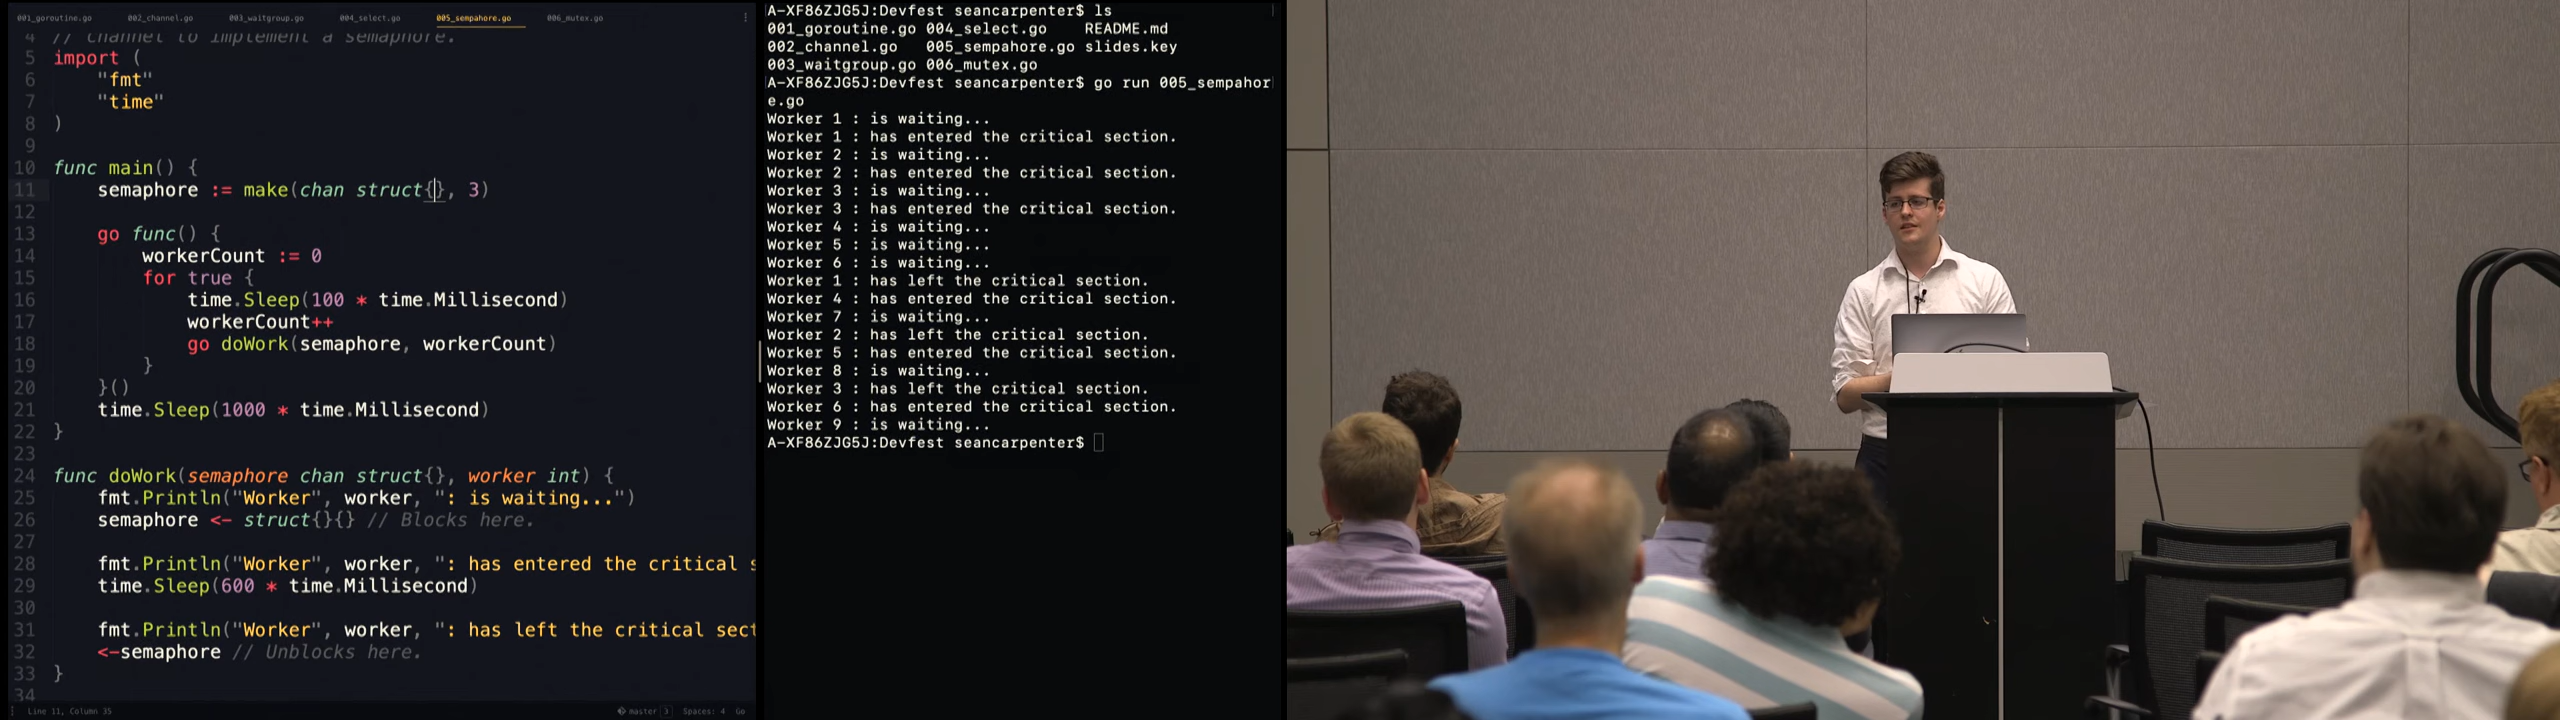 001_goroutine.go 002_channel.go 003_waitgroup.go 004_select.go 005_sempahore.go 006_mutex.go
4 // channel to implement a semaphore.
5 import (
6 "fmt"
7 "time"
8 )
9
10 func main() {
11 semaphore := make(chan struct{}, 3)
12
13 go func() {
14 workerCount := 0
15 for true {
16 time.Sleep(100 * time.Millisecond)
17 workerCount++
18 go doWork(semaphore, workerCount)
19 }
20 }()
21 time.Sleep(1000 * time.Millisecond)
22 }
23
24 func doWork(semaphore chan struct{}, worker int) {
25 fmt.Println("Worker", worker, ": is waiting...")
26 semaphore <- struct{}{} // Blocks here.
27
28 fmt.Println("Worker", worker, ": has entered the critical s
29 time.Sleep(600 * time.Millisecond)
30
31 fmt.Println("Worker", worker, ": has left the critical sect
32 <-semaphore // Unblocks here.
33 }
34
Line 11, Column 35 master 3 Spaces: 4 Go
A-XF86ZJG5J:Devfest seancarpenter$ ls
001_goroutine.go 004_select.go README.md
002_channel.go 005_sempahore.go slides.key
003_waitgroup.go 006_mutex.go
A-XF86ZJG5J:Devfest seancarpenter$ go run 005_sempahor
e.go
Worker 1 : is waiting...
Worker 1 : has entered the critical section.
Worker 2 : is waiting...
Worker 2 : has entered the critical section.
Worker 3 : is waiting...
Worker 3 : has entered the critical section.
Worker 4 : is waiting...
Worker 5 : is waiting...
Worker 6 : is waiting...
Worker 1 : has left the critical section.
Worker 4 : has entered the critical section.
Worker 7 : is waiting...
Worker 2 : has left the critical section.
Worker 5 : has entered the critical section.
Worker 8 : is waiting...
Worker 3 : has left the critical section.
Worker 6 : has entered the critical section.
Worker 9 : is waiting...
A-XF86ZJG5J:Devfest seancarpenter$